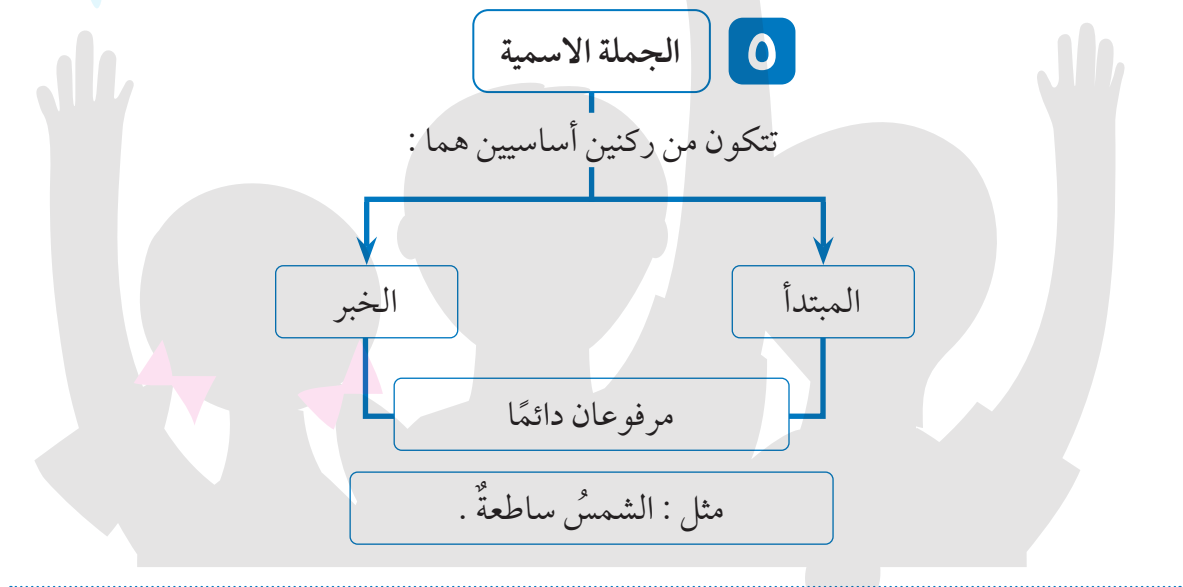 ٥ الجملة الاسمية
تتكون من ركنين أساسيين هما :
المبتدأ الخبر
مرفوعان دائمًا
مثل : الشمسُ ساطعةٌ .